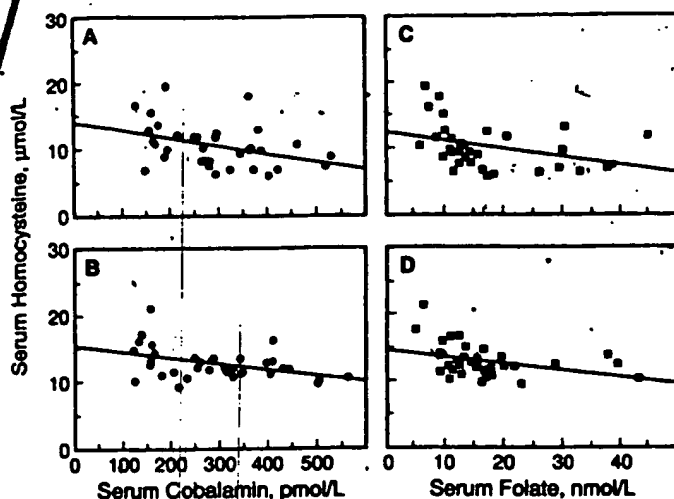 30
20
10
0
A
C
30
20
10
0
B
D
Serum Homocysteine, µmol/L
0 100 200 300 400 500
0 10 20 30 40
Serum Cobalamin, pmol/L
Serum Folate, nmol/L